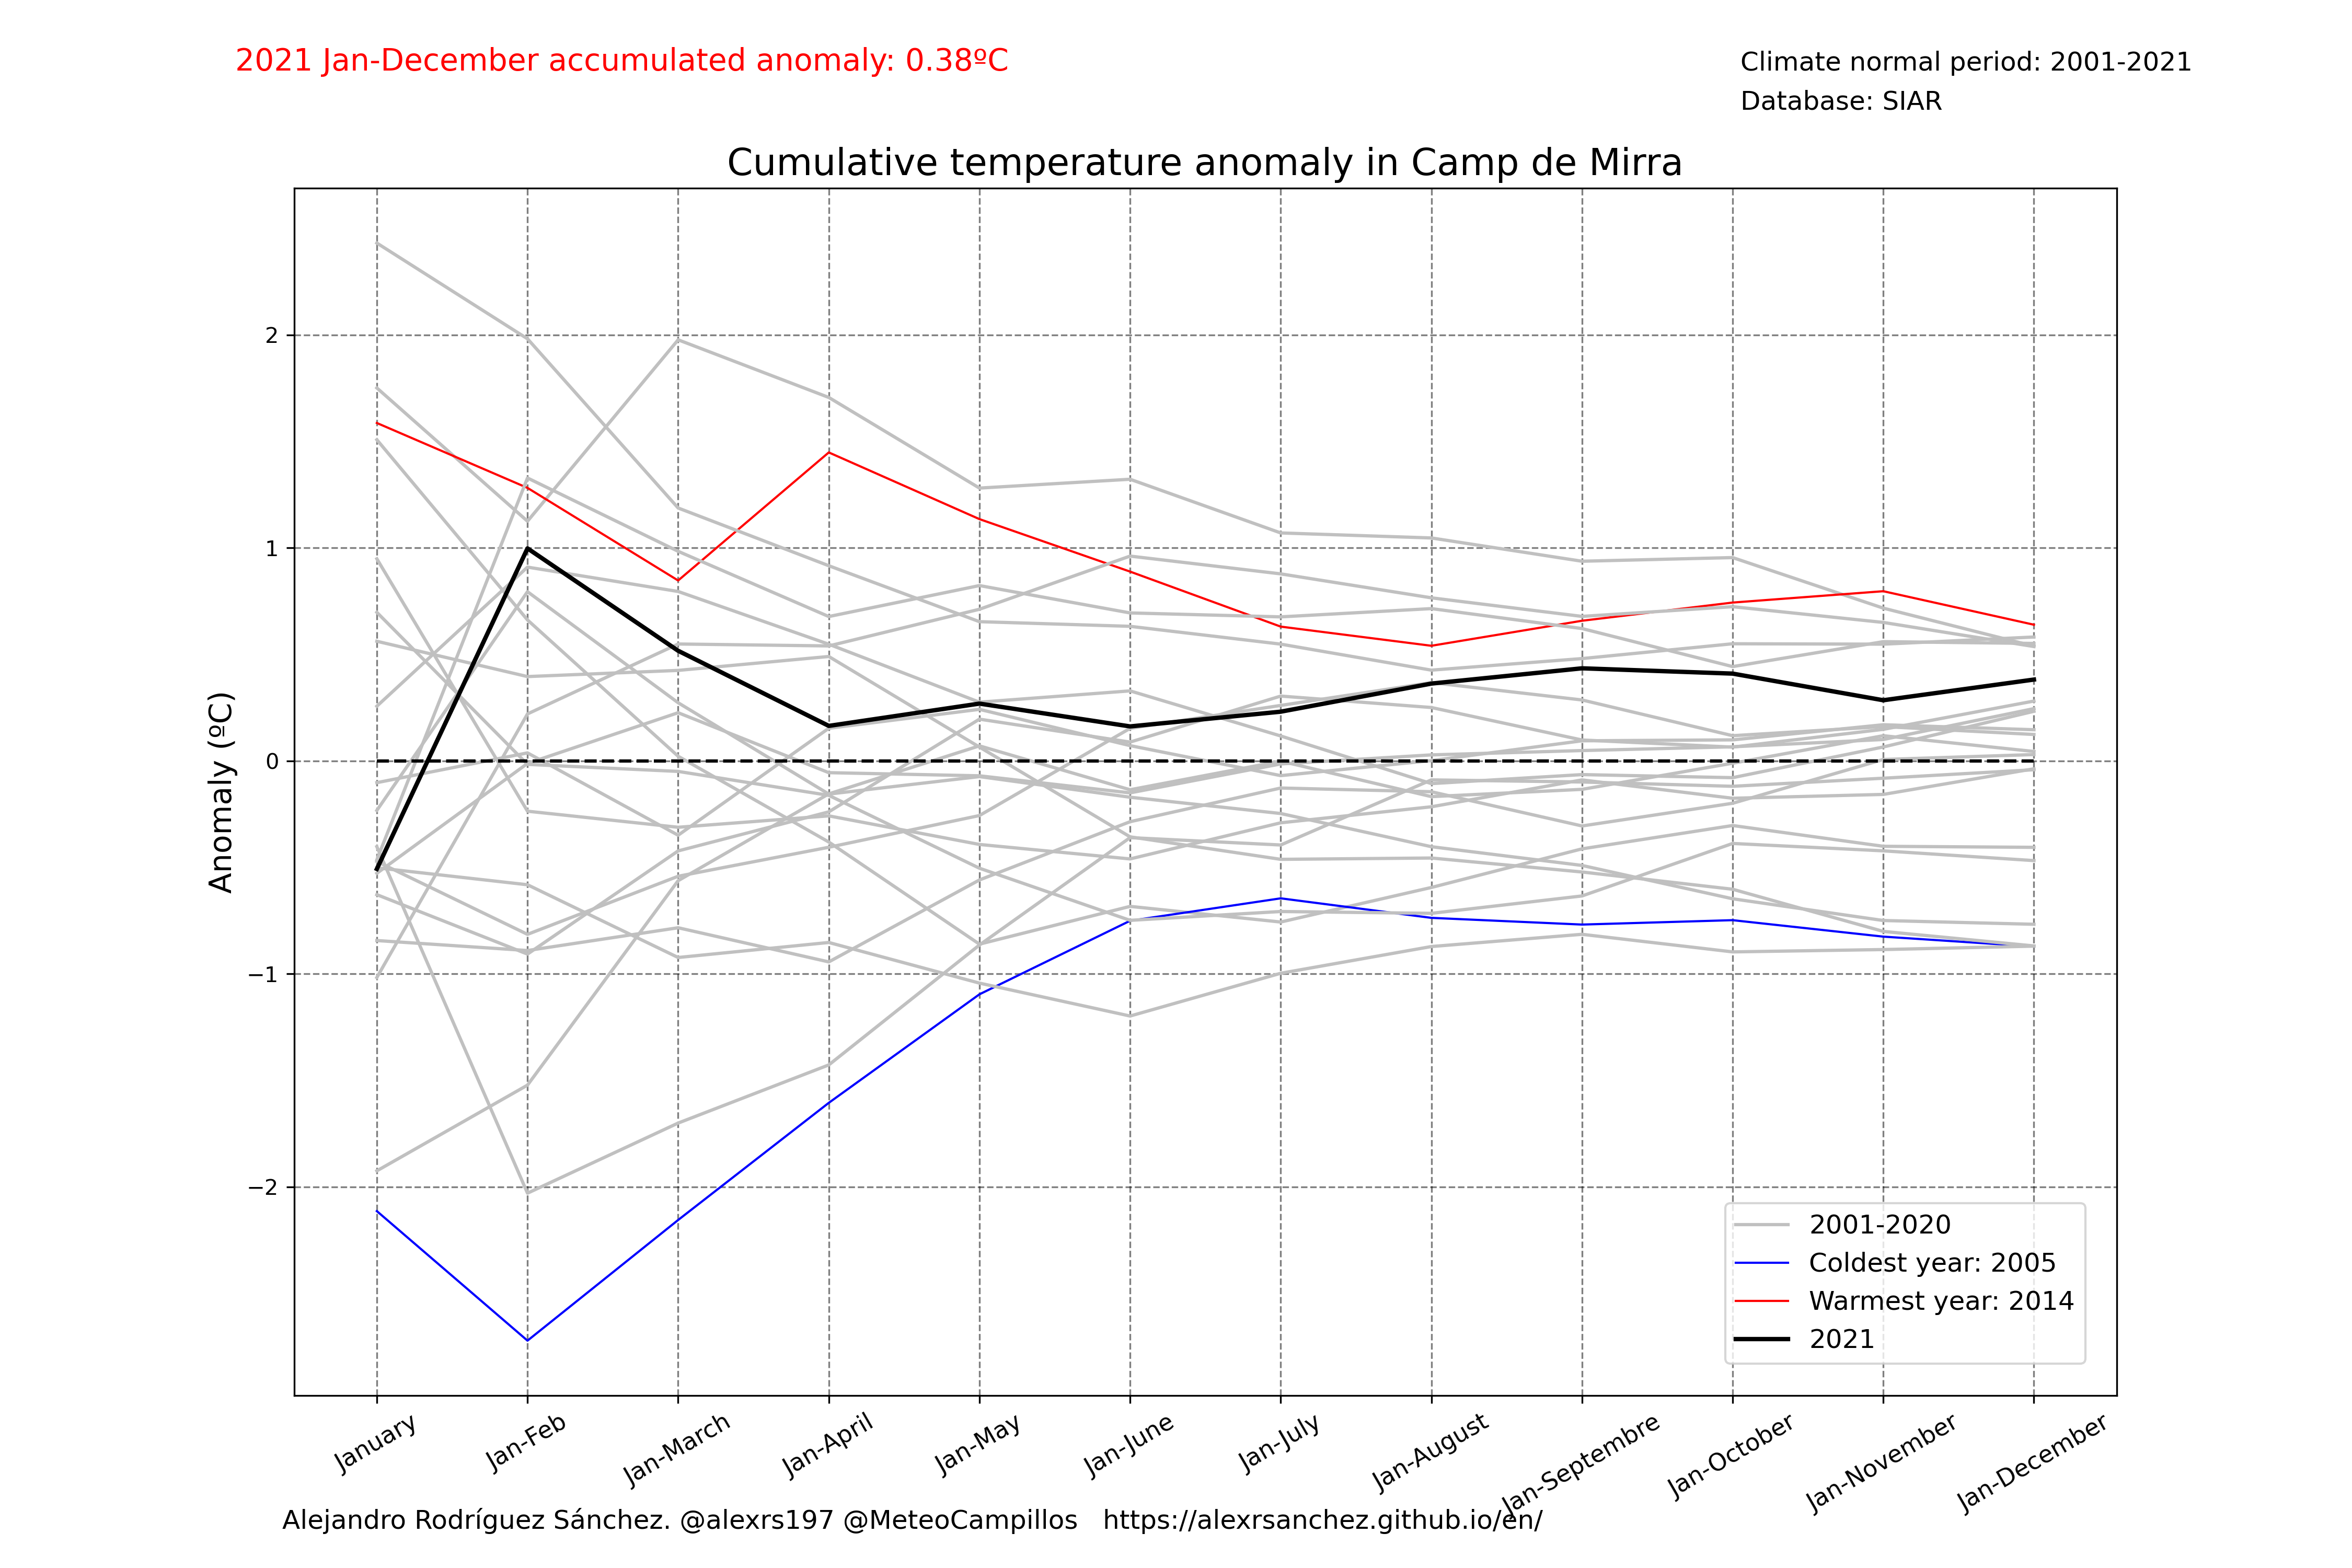 2021 Jan-December accumulated anomaly: 0.38ºC
Climate normal period: 2001-2021
Database: SIAR
Cumulative temperature anomaly in Camp de Mirra
Anomaly (ºC)
2
1
0
−1
−2
2001-2020
Coldest year: 2005
Warmest year: 2014
2021
January
Jan-Feb
Jan-March
Jan-April
Jan-May
Jan-June
Jan-July
Jan-August
Jan-Septembre
Jan-October
Jan-November
Jan-December
Alejandro Rodríguez Sánchez. @alexrs197 @MeteoCampillos https://alexrsanchez.github.io/en/